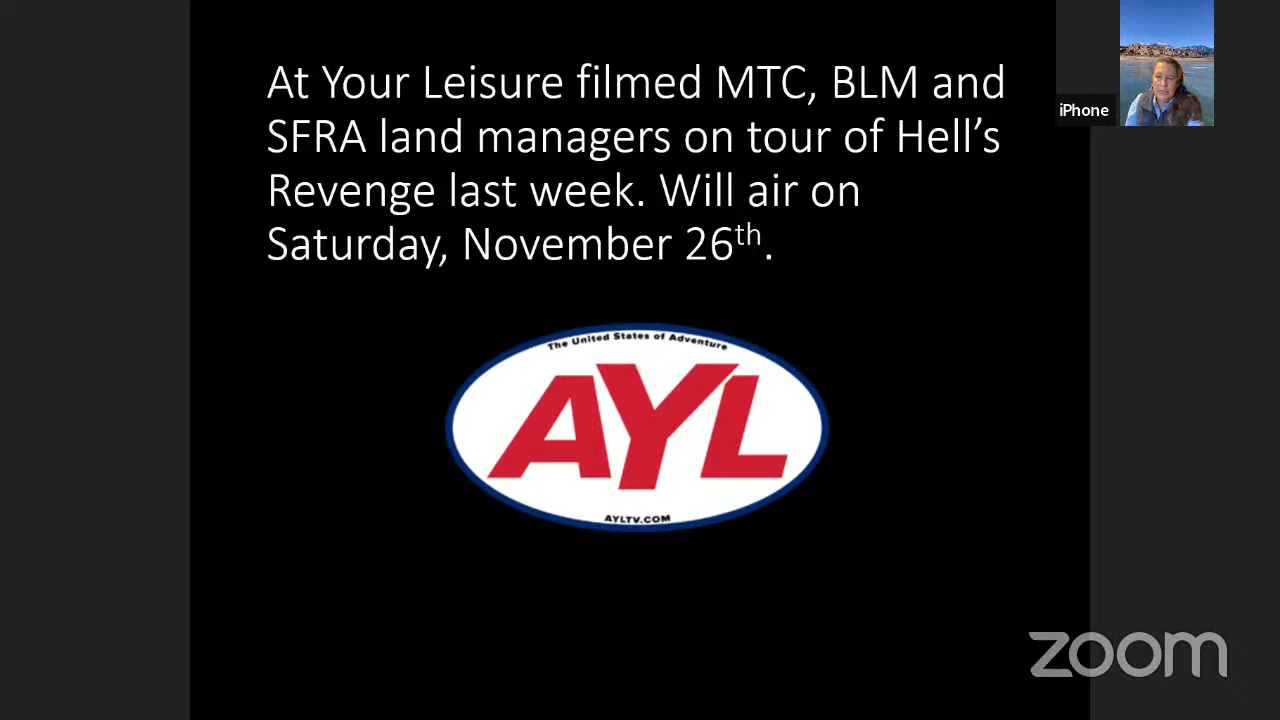 At Your Leisure filmed MTC, BLM and
SFRA land managers on tour of Hell’s
Revenge last week. Will air on
Saturday, November 26th.
iPhone
The United States of Adventure
AYL
AYLTV.COM
zoom